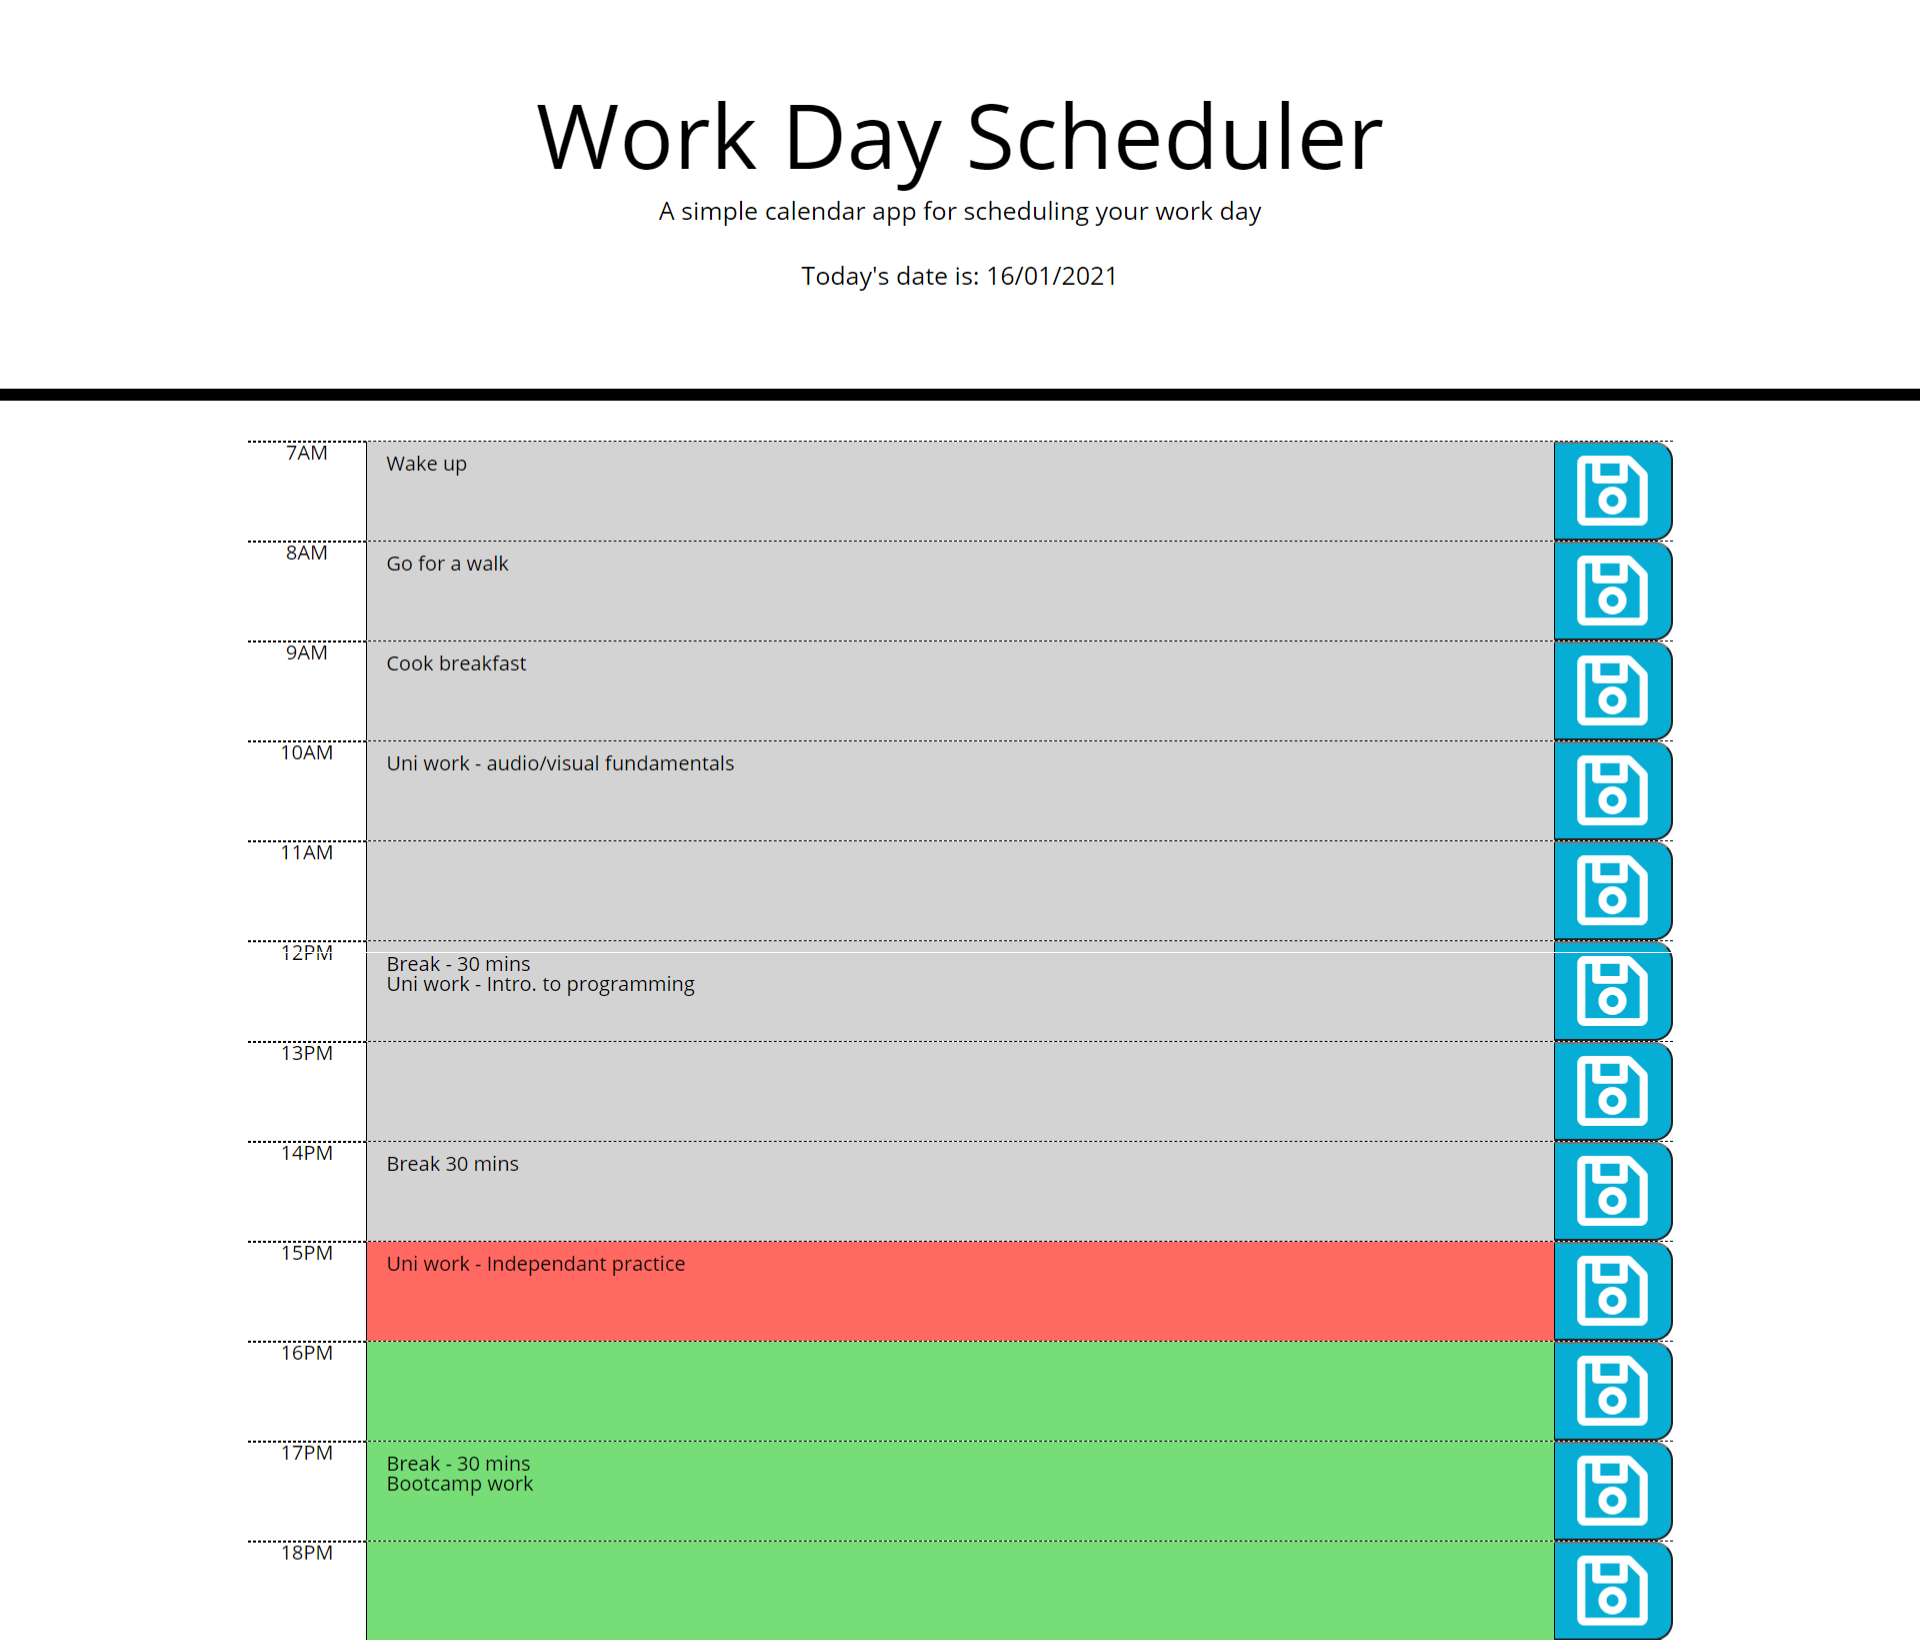 Work Day Scheduler
A simple calendar app for scheduling your work day
Today's date is: 16/01/2021
7AM
Wake up
8AM
Go for a walk
9AM
Cook breakfast
10AM
Uni work - audio/visual fundamentals
11AM
12PM
Break - 30 mins
Uni work - Intro. to programming
13PM
14PM
Break 30 mins
15PM
Uni work - Independant practice
16PM
17PM
Break - 30 mins
Bootcamp work
18PM